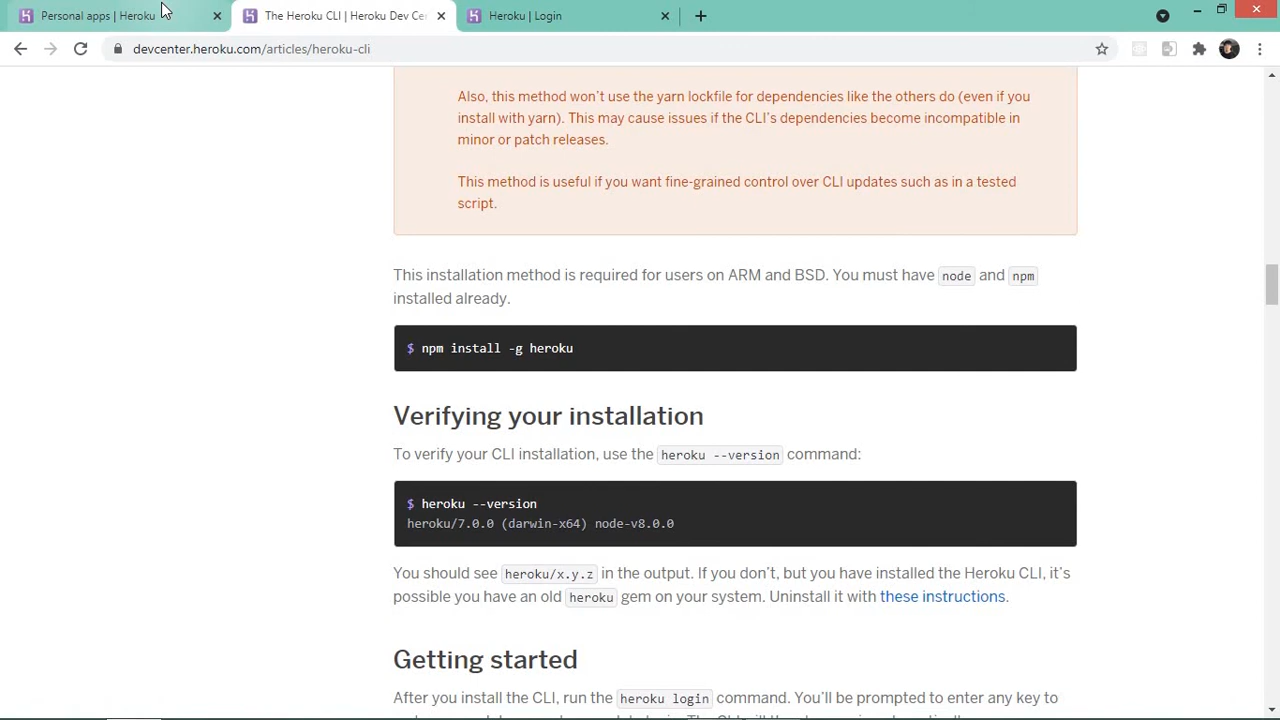 Personal apps | Heroku
The Heroku CLI | Heroku Dev Cen
Heroku | Login
devcenter.heroku.com/articles/heroku-cli
Also, this method won't use the yarn lockfile for dependencies like the others do (even if you
install with yarn). This may cause issues if the CLI's dependencies become incompatible in
minor or patch releases.
This method is useful if you want fine-grained control over CLI updates such as in a tested
script.
This installation method is required for users on ARM and BSD. You must have node and npm
installed already.
$ npm install -g heroku
Verifying your installation
To verify your CLI installation, use the heroku --version command:
$ heroku --version
heroku/7.0.0 (darwin-x64) node-v8.0.0
You should see heroku/x.y.z in the output. If you don't, but you have installed the Heroku CLI, it's
possible you have an old heroku gem on your system. Uninstall it with these instructions.
Getting started
After you install the CLI, run the heroku login command. You'll be prompted to enter any key to